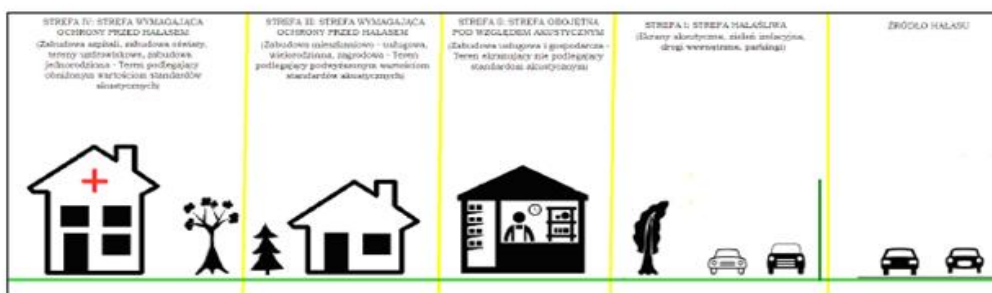 STREFA IV: STREFA WYMAGAJĄCA
OCHRONY PRZED HAŁASEM
(Zabudowa szpitali, zabudowa oświaty,
tereny uzdrowiskowe, zabudowa
jednorodzinna - Teren podlegający
obniżonym wartościom standardów
akustycznych)
STREFA III: STREFA WYMAGAJĄCA
OCHRONY PRZED HAŁASEM
(Zabudowa mieszkaniowo - usługowa,
wielorodzinna, zagrodowa - Teren
podlegający podwyższonym wartościom
standardów akustycznych)
STREFA II: STREFA OBOJĘTNA
POD WZGLĘDEM AKUSTYCZNYM
(Zabudowa usługowa i gospodarcza -
Teren ekranujący nie podlegający
standardom akustycznym)
STREFA I: STREFA HAŁAŚLIWA
(Ekrany akustyczne, zieleń izolacyjna,
drogi wewnętrzne, parkingi)
ŹRÓDŁO HAŁASU